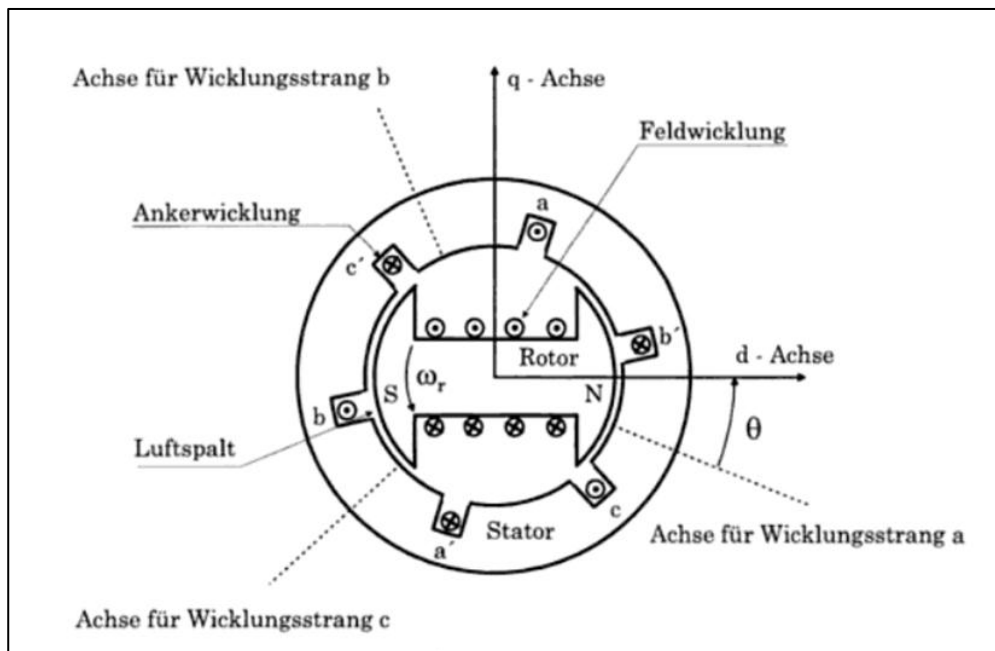 Achse für Wicklungsstrang b
q - Achse
Feldwicklung
Ankerwicklung
a
c´
b´
Rotor
d - Achse
ω_r
S
N
b
θ
Luftspalt
c
a´
Stator
Achse für Wicklungsstrang a
Achse für Wicklungsstrang c